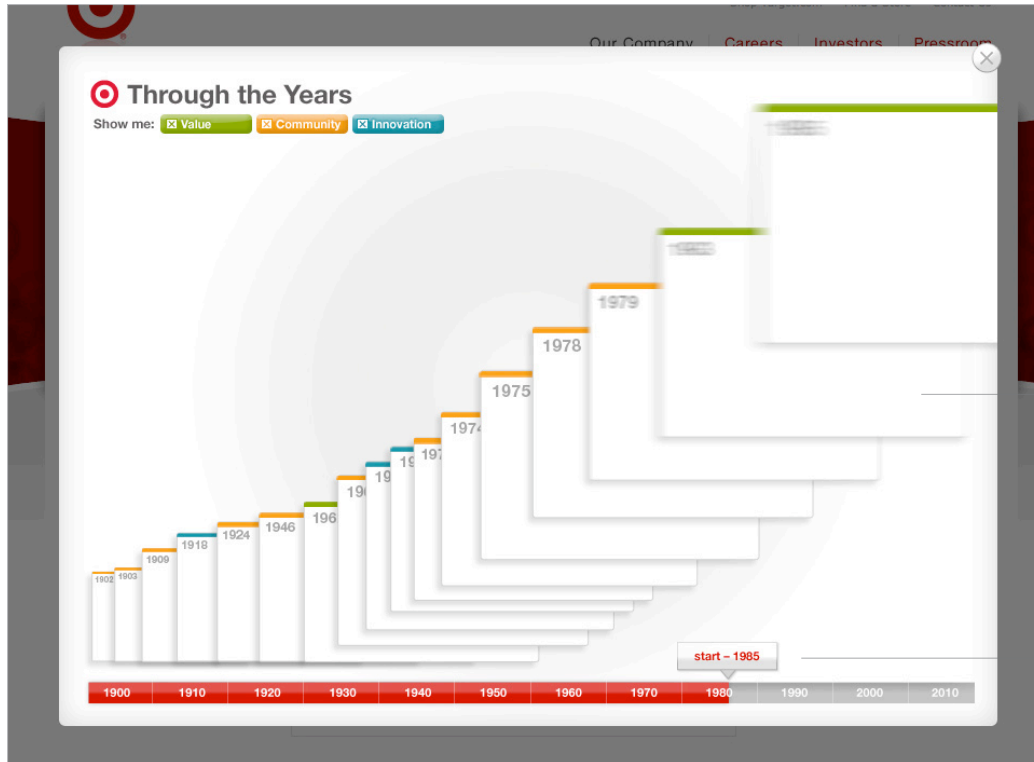 Our Company Careers Investors Pressroom
Through the Years
Show me: Value Community Innovation
1979
1978
1975
1946
1924
1918
1909
1903
1902
start – 1985
1900 1910 1920 1930 1940 1950 1960 1970 1980 1990 2000 2010